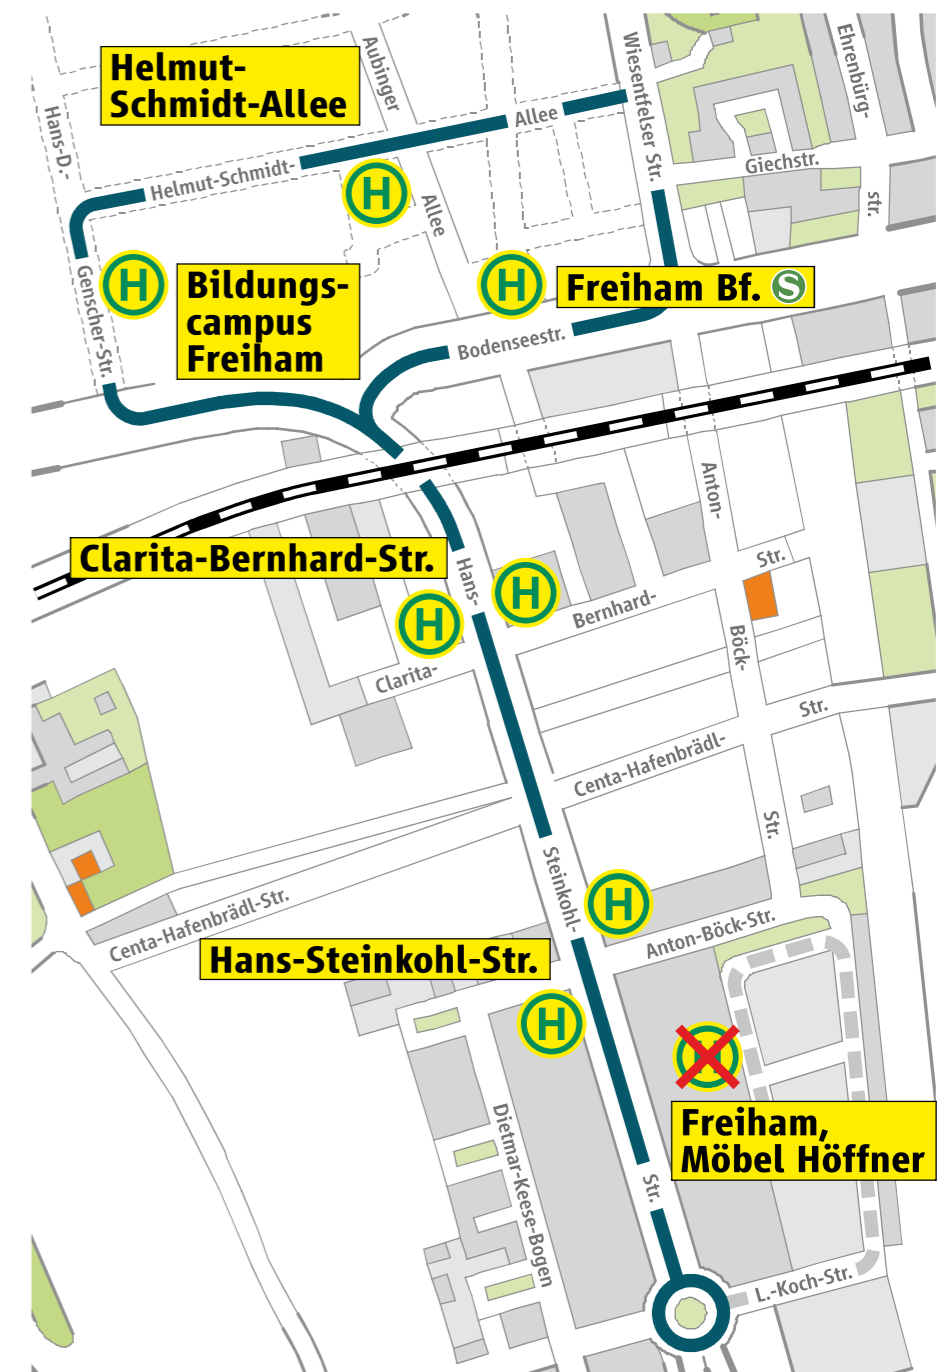 Helmut-
Schmidt-Allee
Aubinger
Wiesentfelser Str.
Ehrenbürg-
Hans-D.-
Allee
Giechstr.
Helmut-Schmidt-
H
Allee
str.
Genscher-Str.
H
Bildungs-
campus
Freiham
H
Freiham Bf. S
Bodenseestr.
Anton-
Clarita-Bernhard-Str.
Hans-
H
H
Str.
Bernhard-
Böck-
Clarita-
Str.
Centa-Hafenbrädl-
Str.
Steinkohl-
H
Centa-Hafenbrädl-Str.
Anton-Böck-Str.
Hans-Steinkohl-Str.
H
H
Freiham,
Möbel Höffner
Dietmar-Keese-Bogen
Str.
L.-Koch-Str.